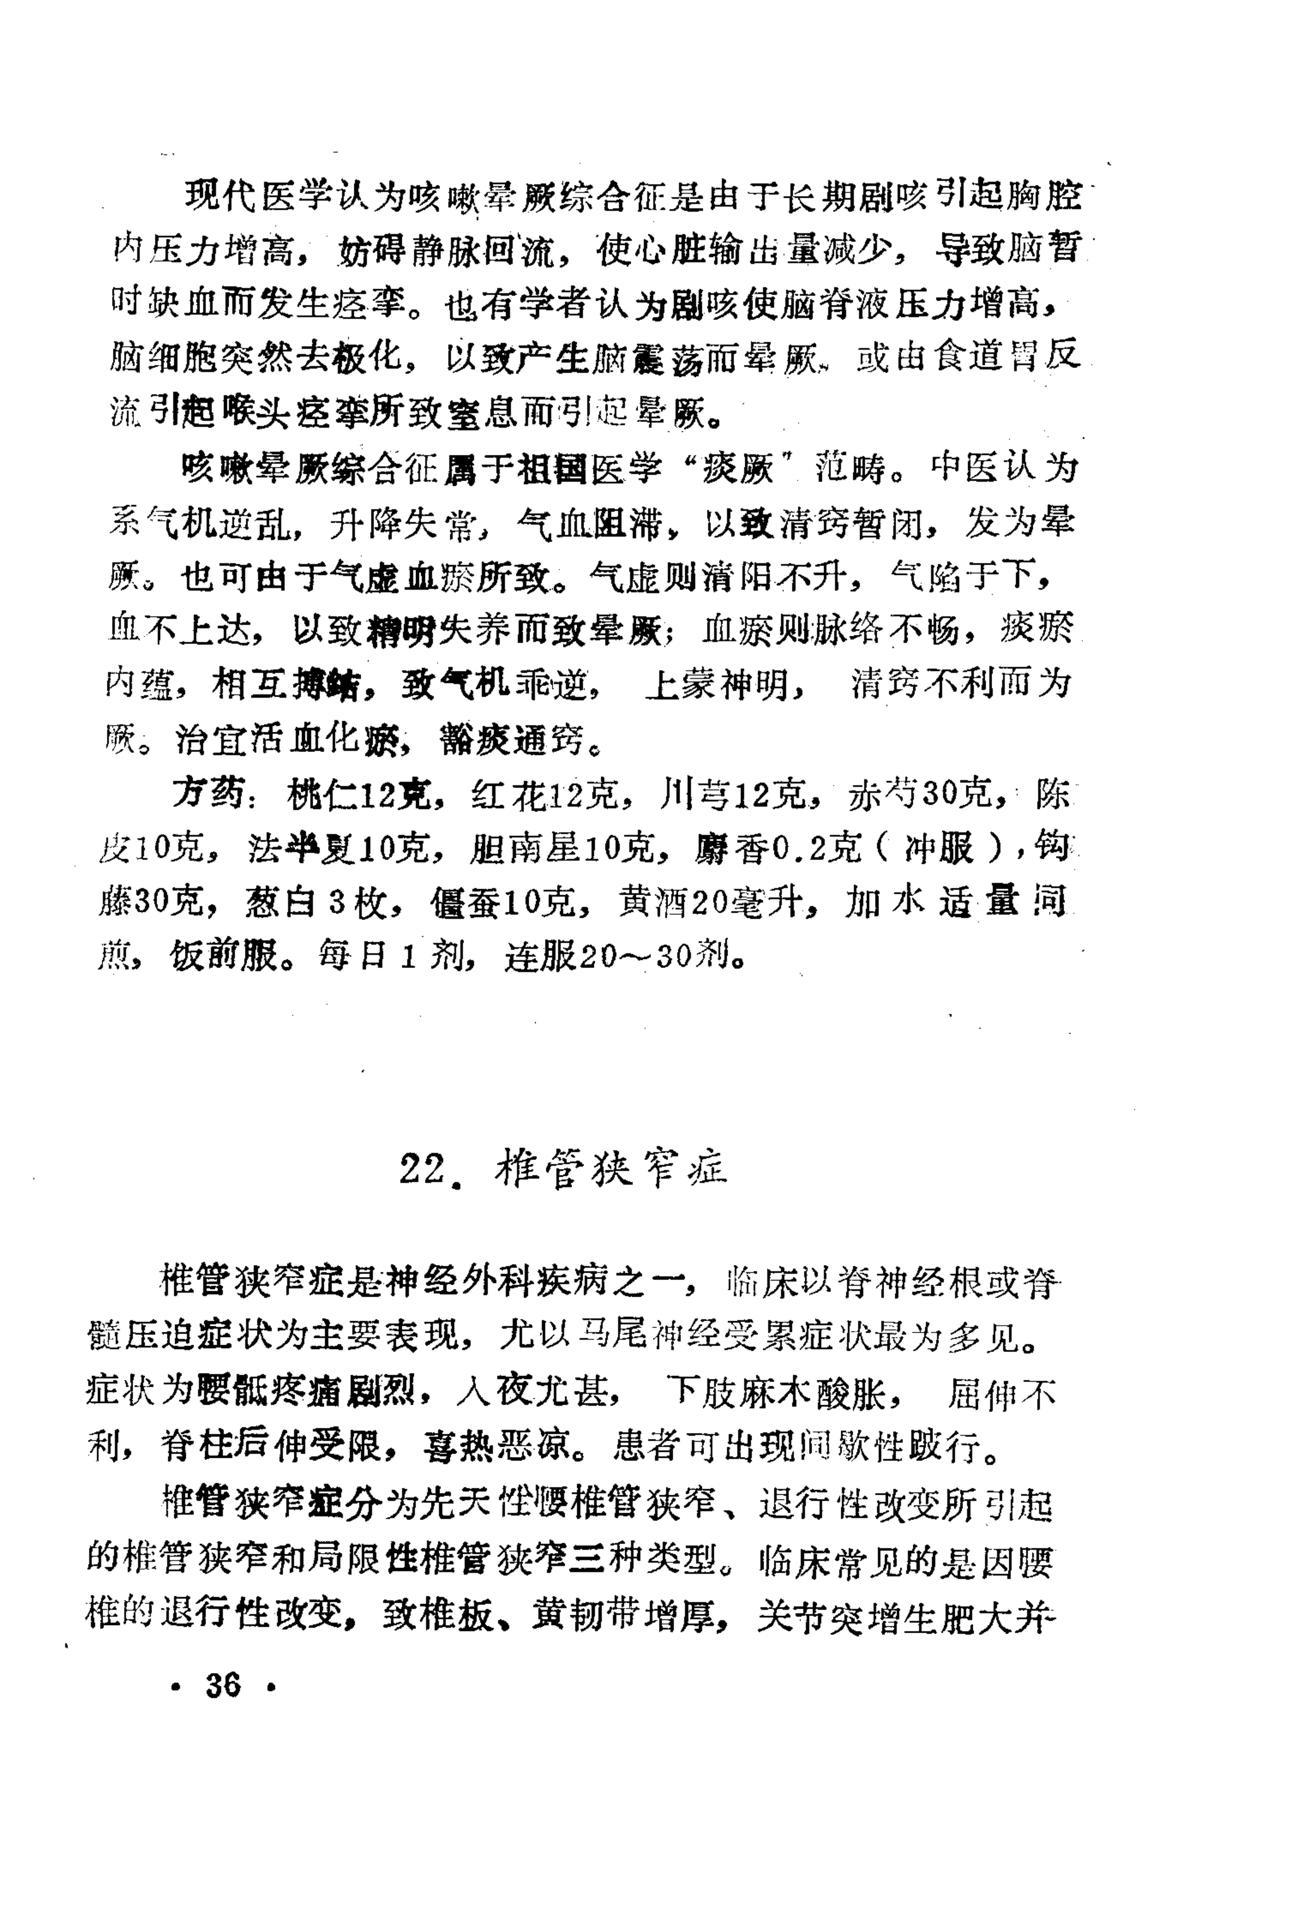 现代医学认为咳嗽晕厥综合征是由于长期剧咳引起胸腔
内压力增高，妨碍静脉回流，使心脏输出量减少，导致脑暂
时缺血而发生痉挛。也有学者认为剧咳使脑脊液压力增高，
脑细胞突然去极化，以致产生脑震荡而晕厥。或由食道胃反
流引起喉头痉挛所致窒息而引起晕厥。
咳嗽晕厥综合征属于祖国医学“痰厥”范畴。中医认为
系气机逆乱，升降失常，气血阻滞，以致清窍暂闭，发为晕
厥。也可由于气虚血瘀所致。气虚则清阳不升，气陷于下，
血不上达，以致精明失养而致晕厥；血瘀则脉络不畅，痰瘀
内蕴，相互搏结，致气机乖逆，上蒙神明，清窍不利而为
厥。治宜活血化瘀，豁痰通窍。
方药：桃仁12克，红花12克，川芎12克，赤芍30克，陈
皮10克，法半夏10克，胆南星10克，麝香0.2克（冲服），钩
藤30克，葱白3枚，僵蚕10克，黄酒20毫升，加水适量同
煎，饭前服。每日1剂，连服20～30剂。
22．椎管狭窄症
椎管狭窄症是神经外科疾病之一，临床以脊神经根或脊
髓压迫症状为主要表现，尤以马尾神经受累症状最为多见。
症状为腰骶疼痛剧烈，入夜尤甚，下肢麻木酸胀，屈伸不
利，脊柱后伸受限，喜热恶凉。患者可出现间歇性跛行。
椎管狭窄症分为先天性腰椎管狭窄、退行性改变所引起
的椎管狭窄和局限性椎管狭窄三种类型。临床常见的是因腰
椎的退行性改变，致椎板、黄韧带增厚，关节突增生肥大并
· 36 ·